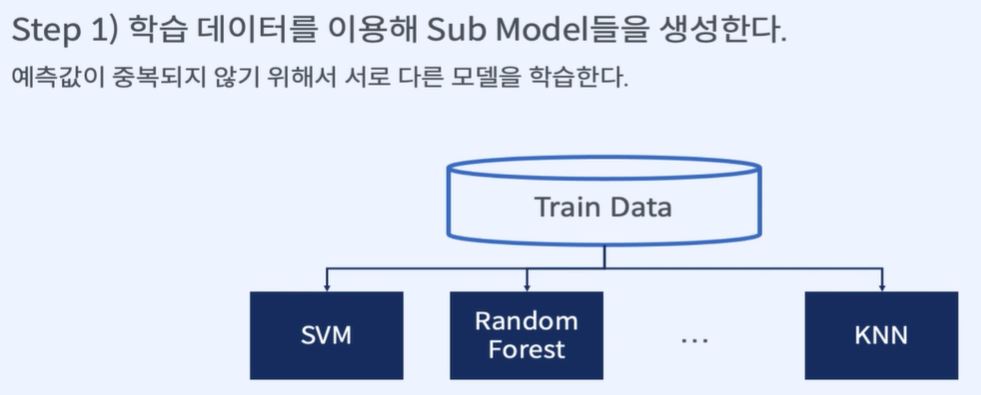 Step 1) 학습 데이터를 이용해 Sub Model들을 생성한다.
예측값이 중복되지 않기 위해서 서로 다른 모델을 학습한다.
Train Data
SVM
Random
Forest
...
KNN